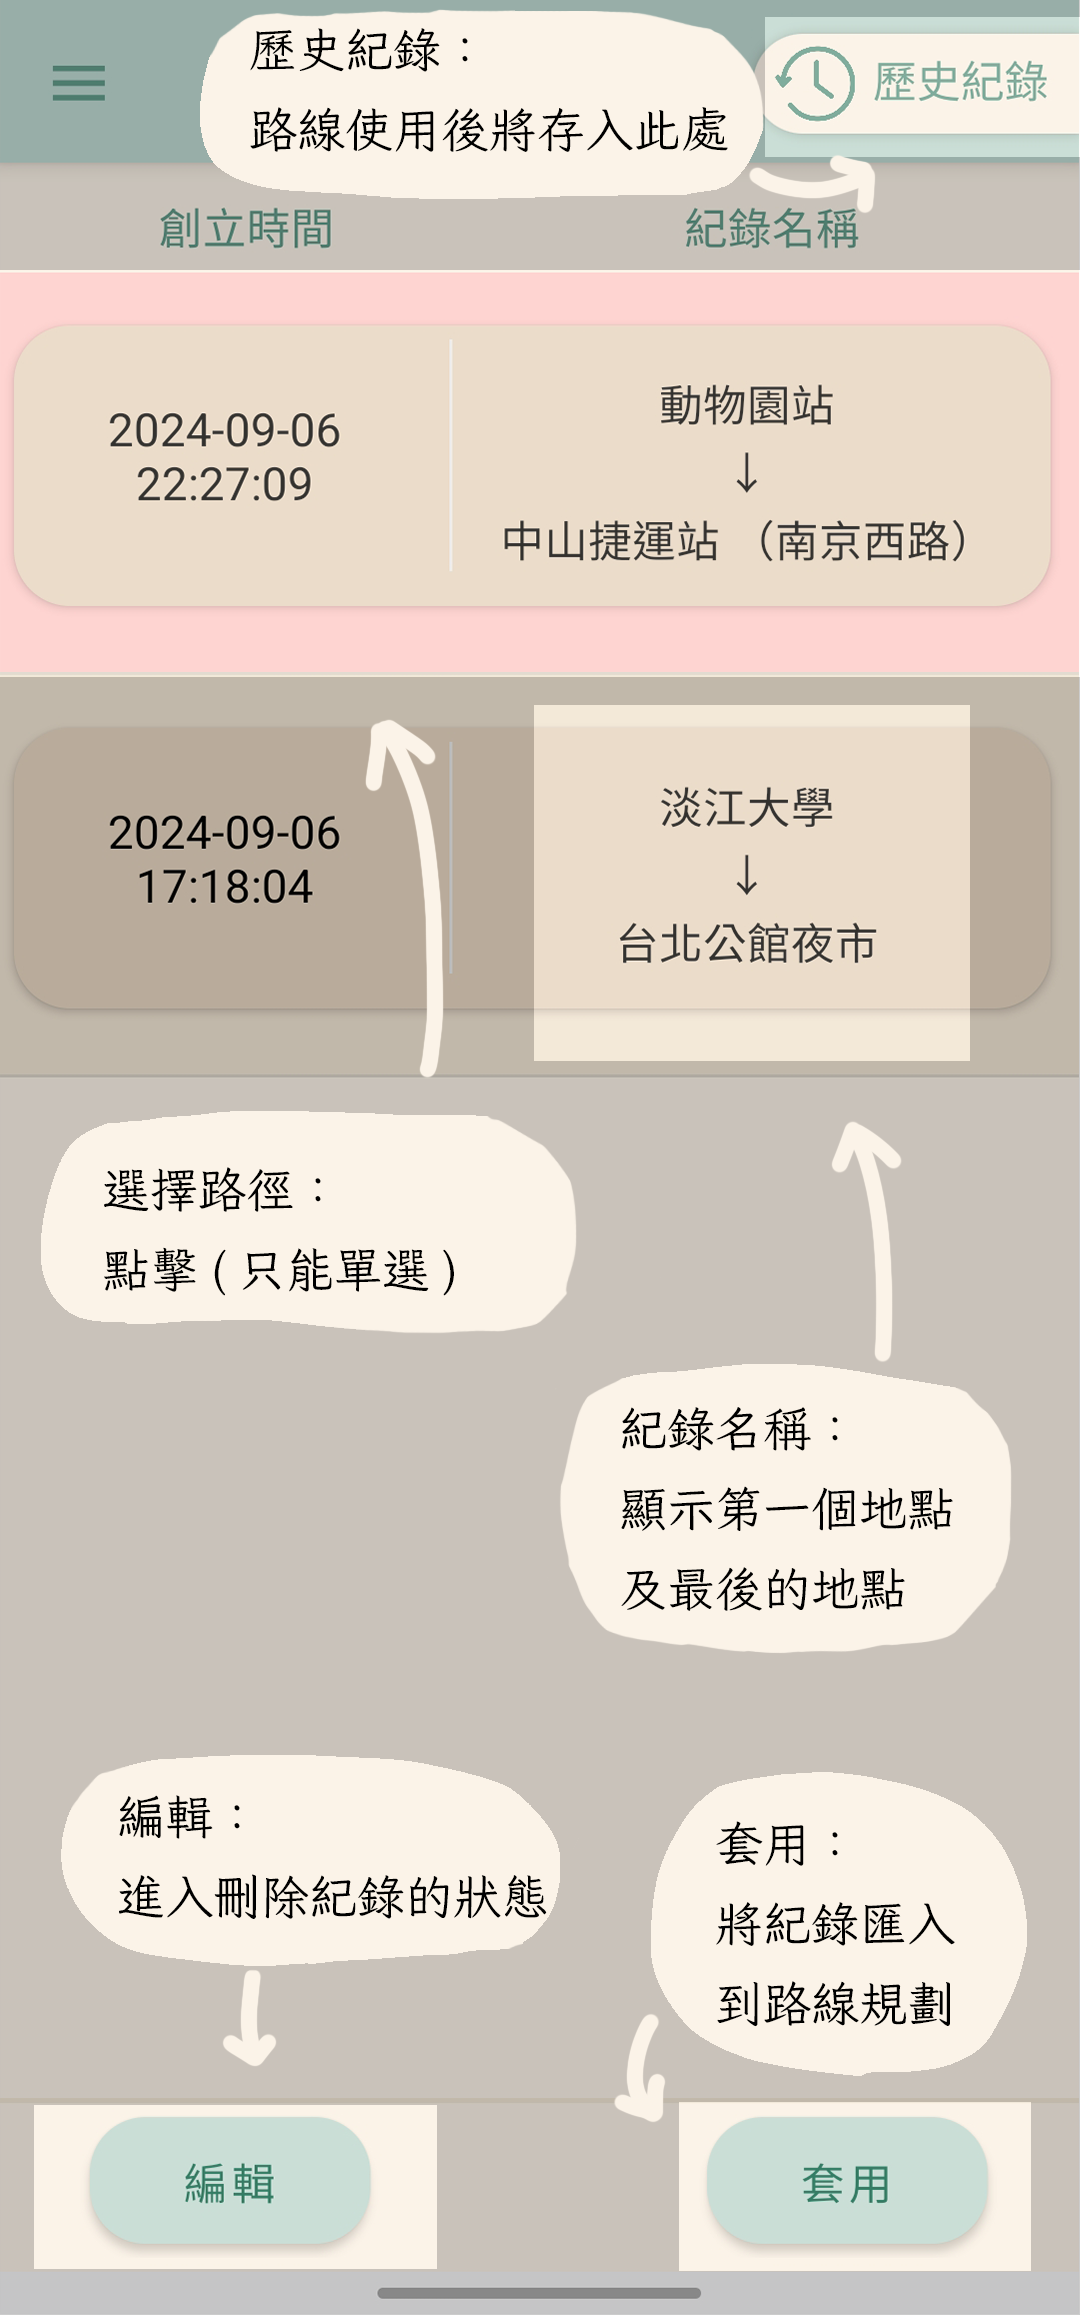 歷史紀錄：
路線使用後將存入此處
歷史紀錄
創立時間
紀錄名稱
2024-09-06
22:27:09
動物園站
↓
中山捷運站 （南京西路）
2024-09-06
17:18:04
淡江大學
↓
台北公館夜市
選擇路徑：
點擊（只能單選）
紀錄名稱：
顯示第一個地點
及最後的地點
編輯：
進入刪除紀錄的狀態
套用：
將紀錄匯入
到路線規劃
編輯
套用